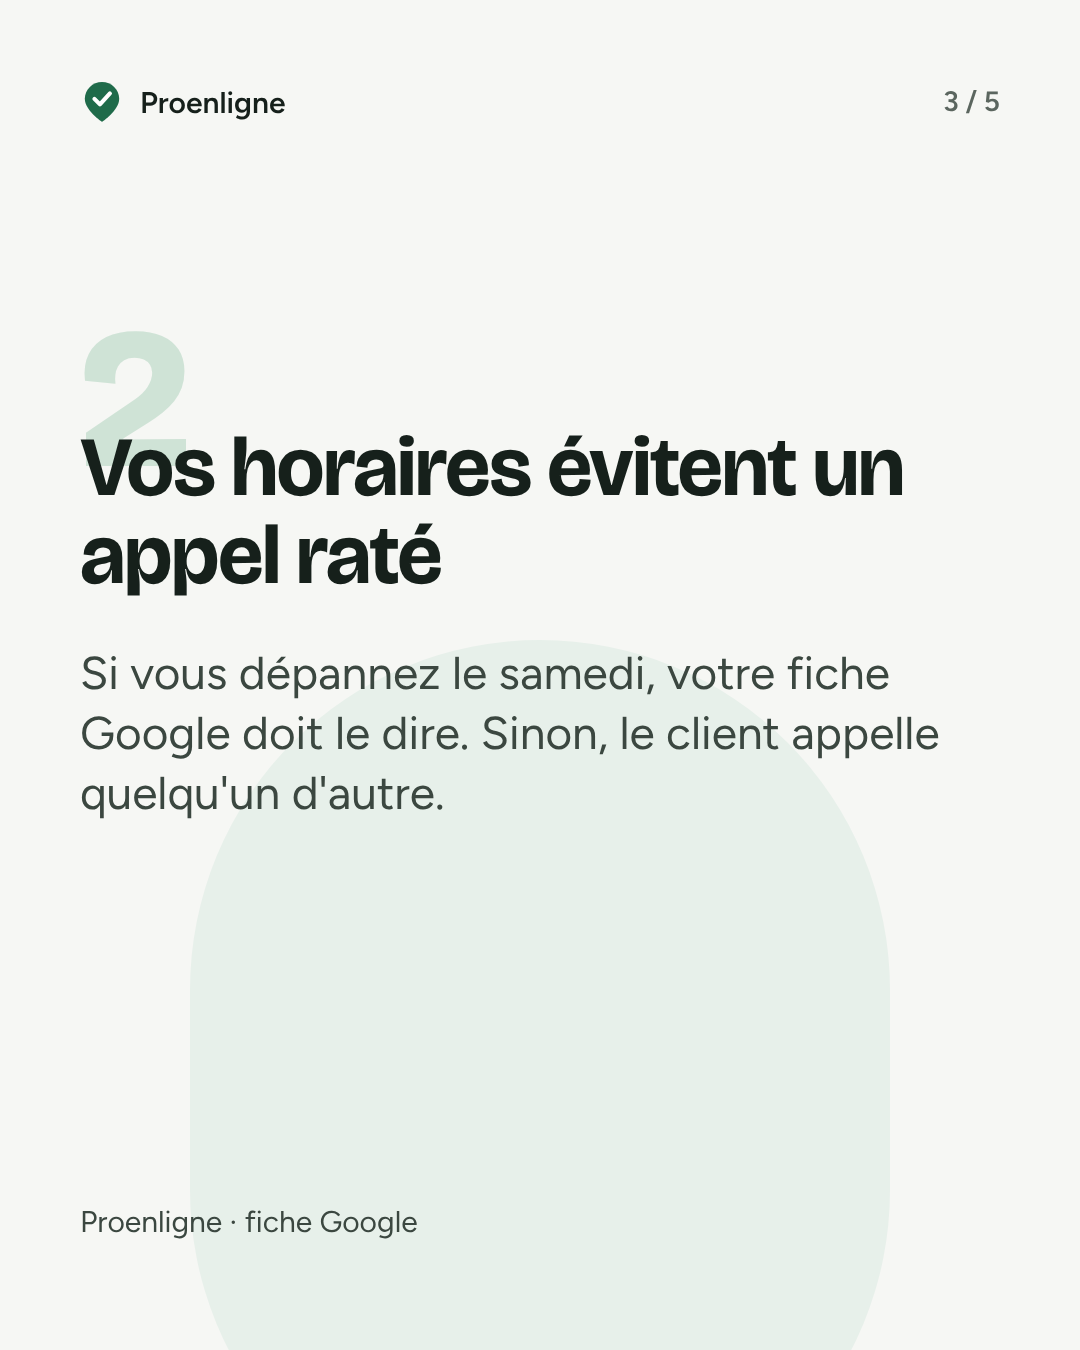 Proenligne
3 / 5
2
Vos horaires évitent un
appel raté
Si vous dépannez le samedi, votre fiche
Google doit le dire. Sinon, le client appelle
quelqu'un d'autre.
Proenligne · fiche Google